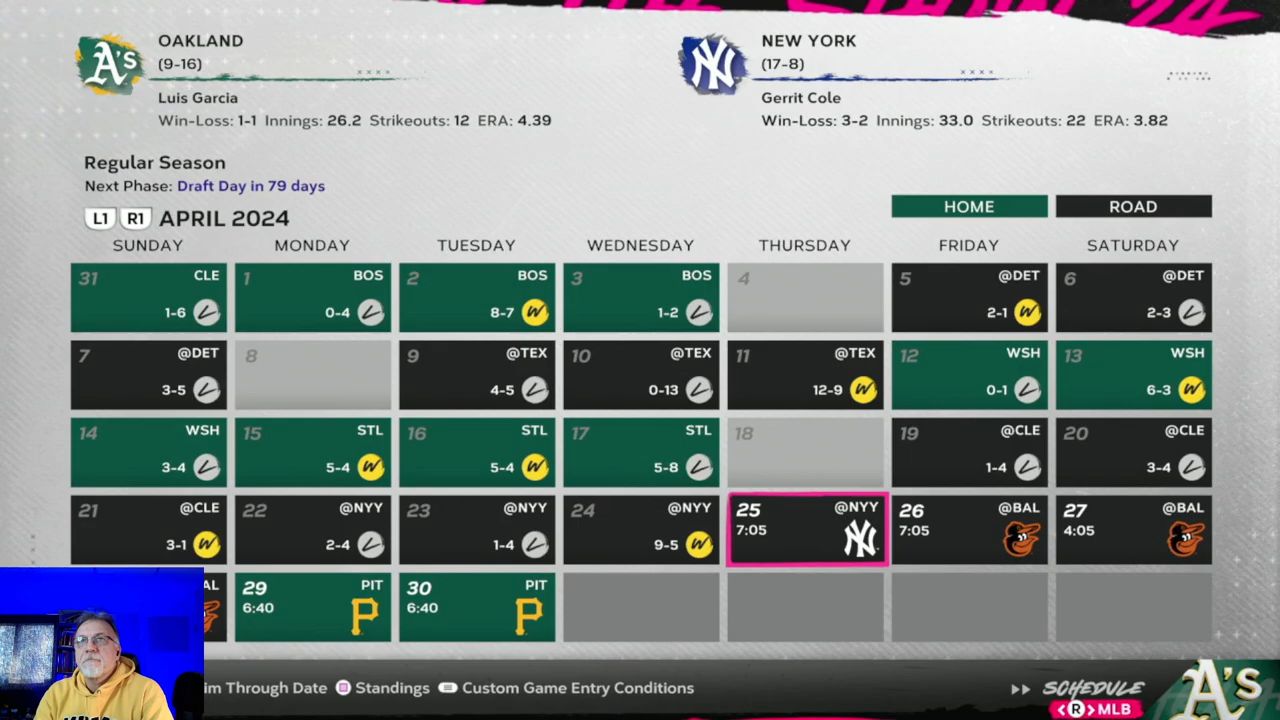 OAKLAND
(9-16)
Luis Garcia
Win-Loss: 1-1 Innings: 26.2 Strikeouts: 12 ERA: 4.39
NEW YORK
(17-8)
Gerrit Cole
Win-Loss: 3-2 Innings: 33.0 Strikeouts: 22 ERA: 3.82
Regular Season
Next Phase: Draft Day in 79 days
L1 R1 APRIL 2024
HOME ROAD
SUNDAY MONDAY TUESDAY WEDNESDAY THURSDAY FRIDAY SATURDAY
31 CLE 1 BOS 2 BOS 3 BOS 4 5 @DET 6 @DET
1-6 L 0-4 L 8-7 W 1-2 L 2-1 W 2-3 L
7 @DET 8 9 @TEX 10 @TEX 11 @TEX 12 WSH 13 WSH
3-5 L 4-5 L 0-13 L 12-9 W 0-1 L 6-3 W
14 WSH 15 STL 16 STL 17 STL 18 19 @CLE 20 @CLE
3-4 L 5-4 W 5-4 W 5-8 L 1-4 L 3-4 L
21 @CLE 22 @NYY 23 @NYY 24 @NYY 25 @NYY 26 @BAL 27 @BAL
3-1 W 2-4 L 1-4 L 9-5 W 7:05 7:05 4:05
AL 29 PIT 30 PIT
6:40 P 6:40 P
im Through Date Standings Custom Game Entry Conditions
SCHEDULE
R MLB
A's